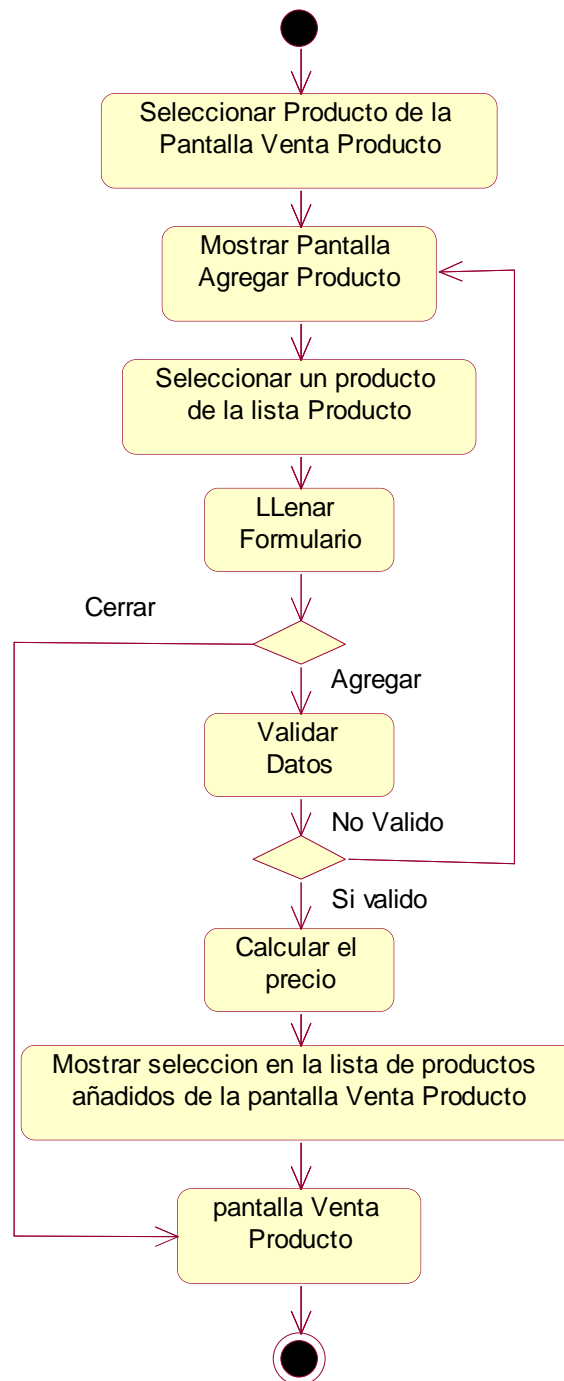 Seleccionar Producto de la
Pantalla Venta Producto
Mostrar Pantalla
Agregar Producto
Seleccionar un producto
de la lista Producto
LLenar
Formulario
Cerrar
Agregar
Validar
Datos
No Valido
Si valido
Calcular el
precio
Mostrar seleccion en la lista de productos
añadidos de la pantalla Venta Producto
pantalla Venta
Producto